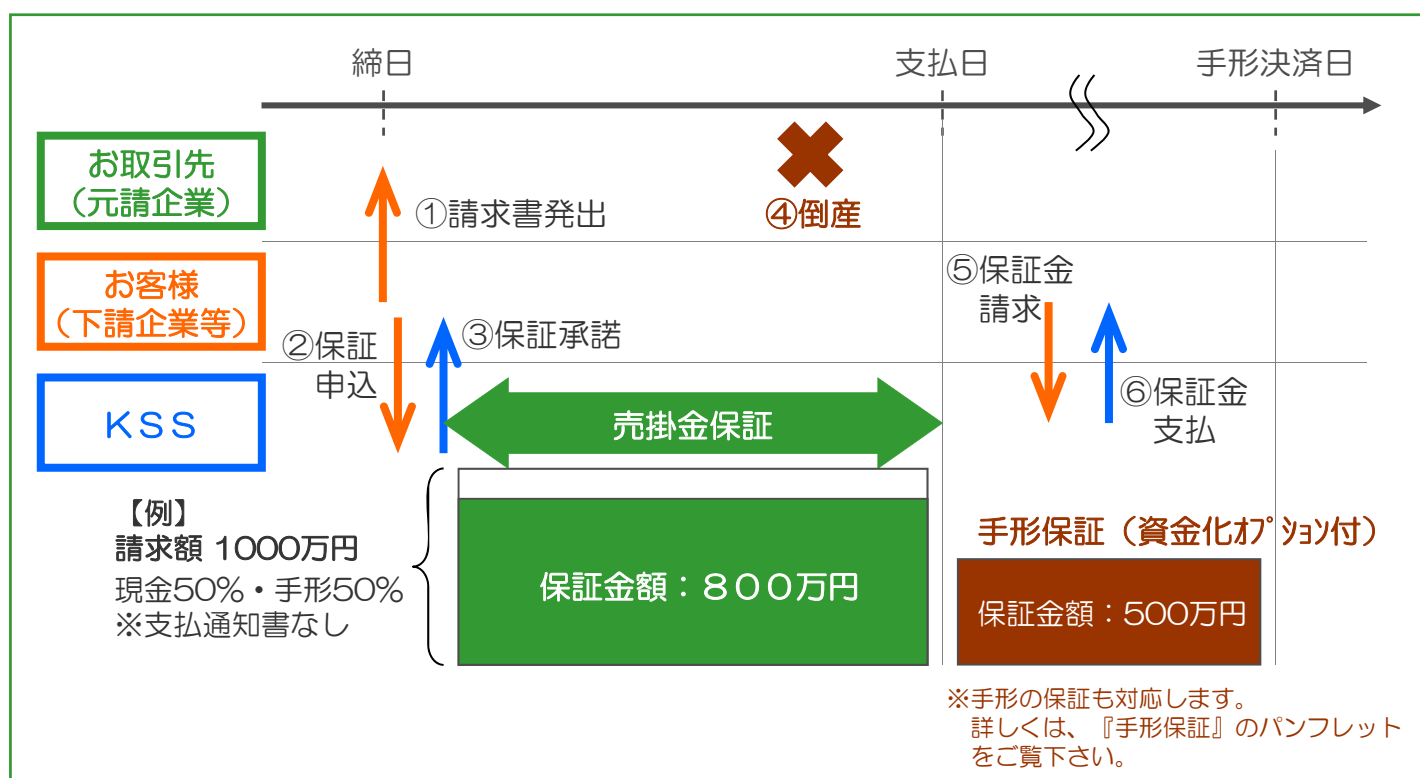 締日
支払日
手形決済日
お取引先
（元請企業）
①請求書発出
④倒産
お客様
（下請企業等）
②保証
申込
③保証承諾
⑤保証金
請求
KSS
売掛金保証
⑥保証金
支払
【例】
請求額 1000万円
現金50%・手形50%
※支払通知書なし
保証金額：８００万円
手形保証（資金化ｵﾌﾟｼｮﾝ付）
保証金額：500万円
※手形の保証も対応します。
詳しくは、『手形保証』のパンフレット
をご覧下さい。